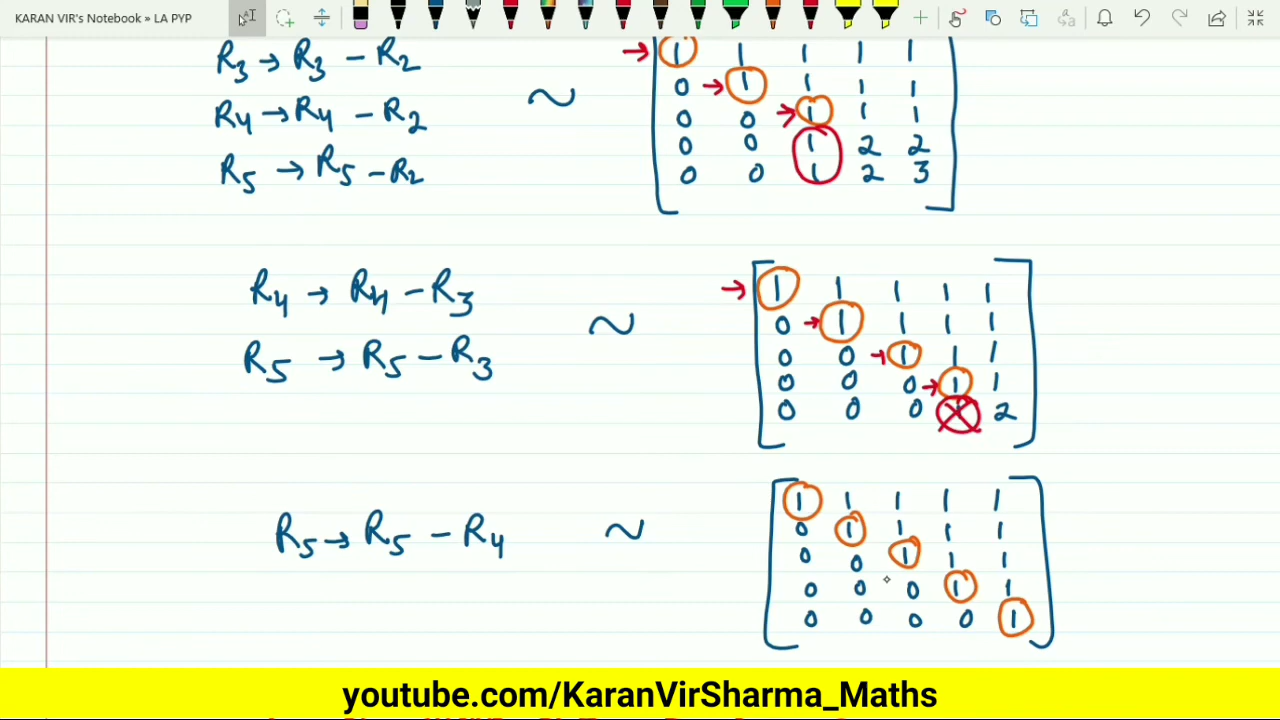 KARAN VIR's Notebook » LA PYP
R₃ → R₃ − R₂
R₄ → R₄ − R₂
R₅ → R₅ − R₂
~
→ 1 1 1 1 1
0 → 1 1 1 1
0 0 → 1 1 1
0 0 1 2 2
0 0 1 2 3
R₄ → R₄ − R₃
R₅ → R₅ − R₃
~
→ 1 1 1 1 1
0 → 1 1 1 1
0 0 → 1 1 1
0 0 0 → 1 1
0 0 0 1 2
R₅ → R₅ − R₄
~
1 1 1 1 1
0 1 1 1 1
0 0 1 1 1
0 0 0 1 1
0 0 0 0 1
youtube.com/KaranVirSharma_Maths